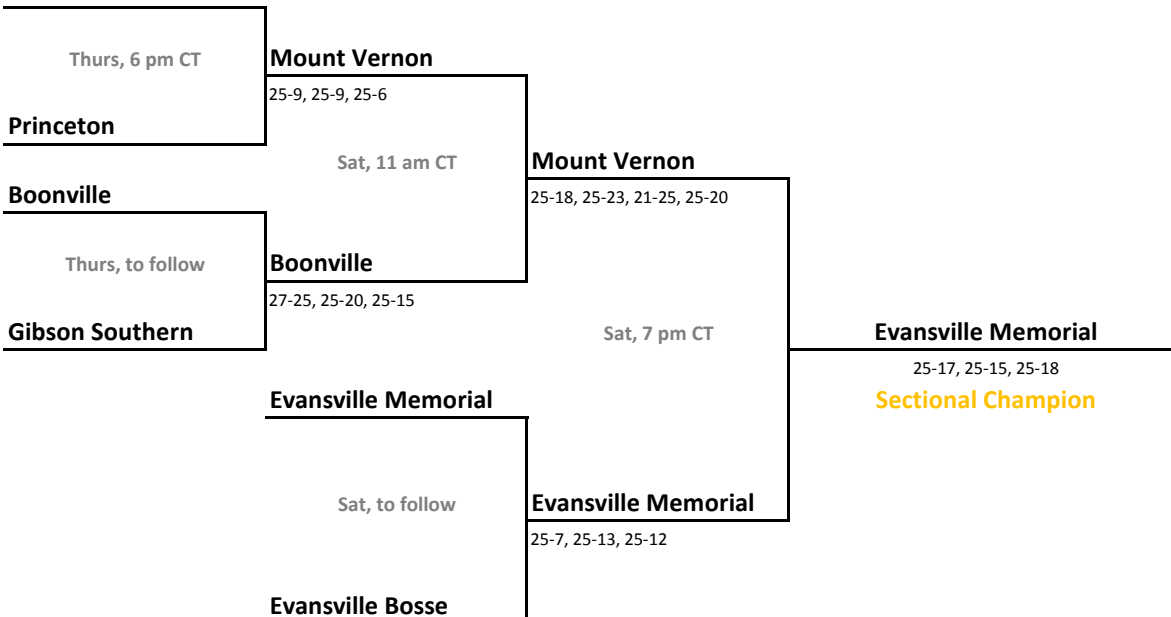 Thurs, 6 pm CT
Mount Vernon
25-9, 25-9, 25-6
Princeton
Sat, 11 am CT
Mount Vernon
Boonville
25-18, 25-23, 21-25, 25-20
Thurs, to follow
Boonville
27-25, 25-20, 25-15
Gibson Southern
Sat, 7 pm CT
Evansville Memorial
25-17, 25-15, 25-18
Evansville Memorial
Sectional Champion
Sat, to follow
Evansville Memorial
25-7, 25-13, 25-12
Evansville Bosse